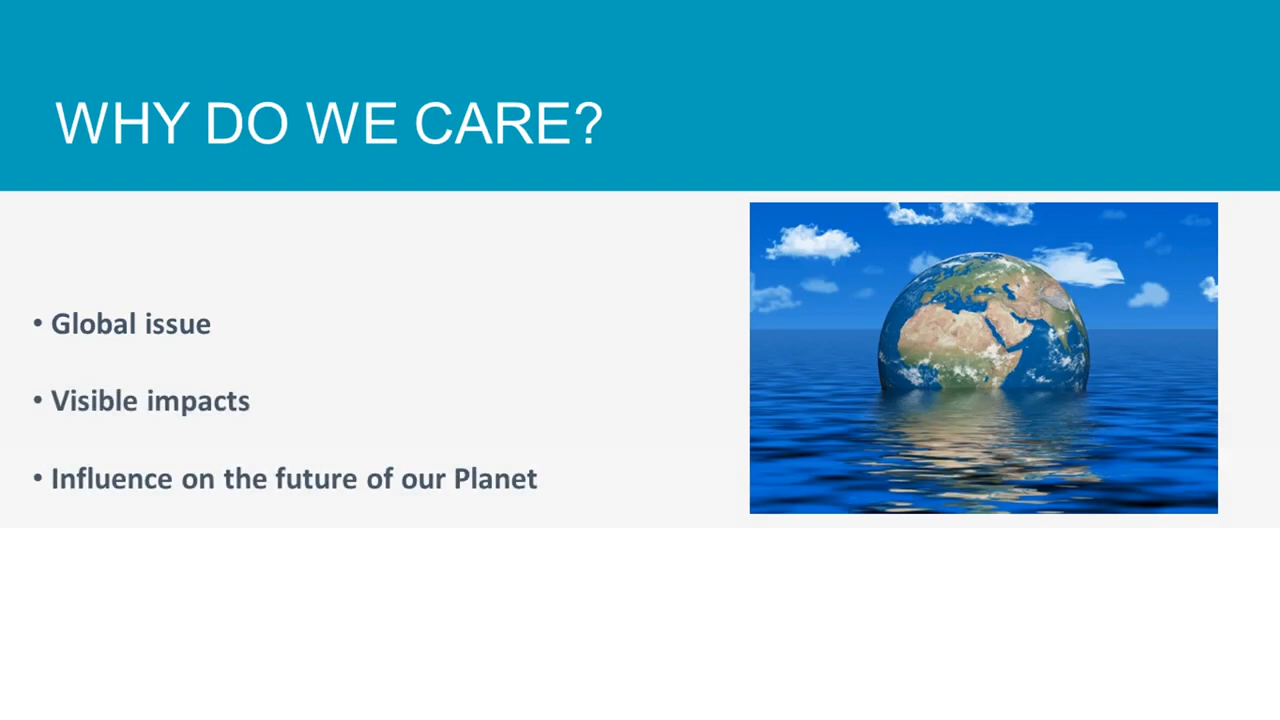 WHY DO WE CARE?
• Global issue
• Visible impacts
• Influence on the future of our Planet